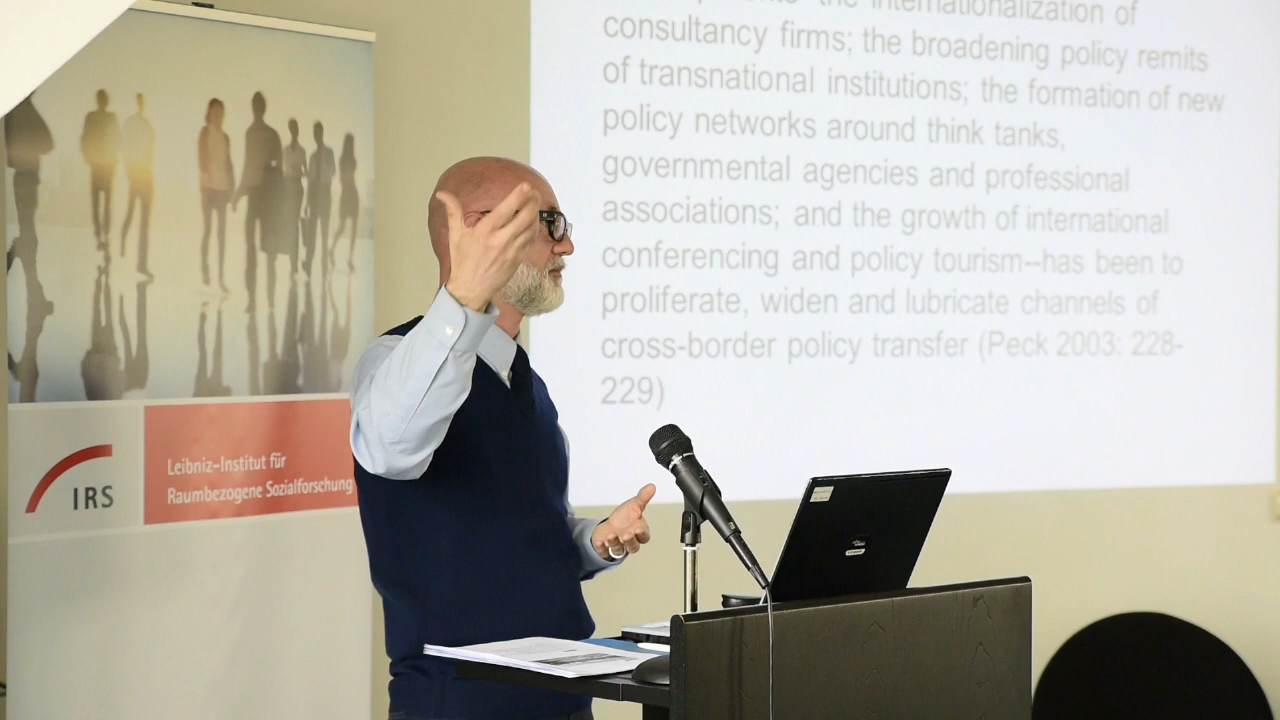 internationalization of
consultancy firms; the broadening policy remits
of transnational institutions; the formation of new
policy networks around think tanks,
governmental agencies and professional
associations; and the growth of international
conferencing and policy tourism--has been to
proliferate, widen and lubricate channels of
cross-border policy transfer (Peck 2003: 228-
229)
IRS
Leibniz-Institut für
Raumbezogene Sozialforschung